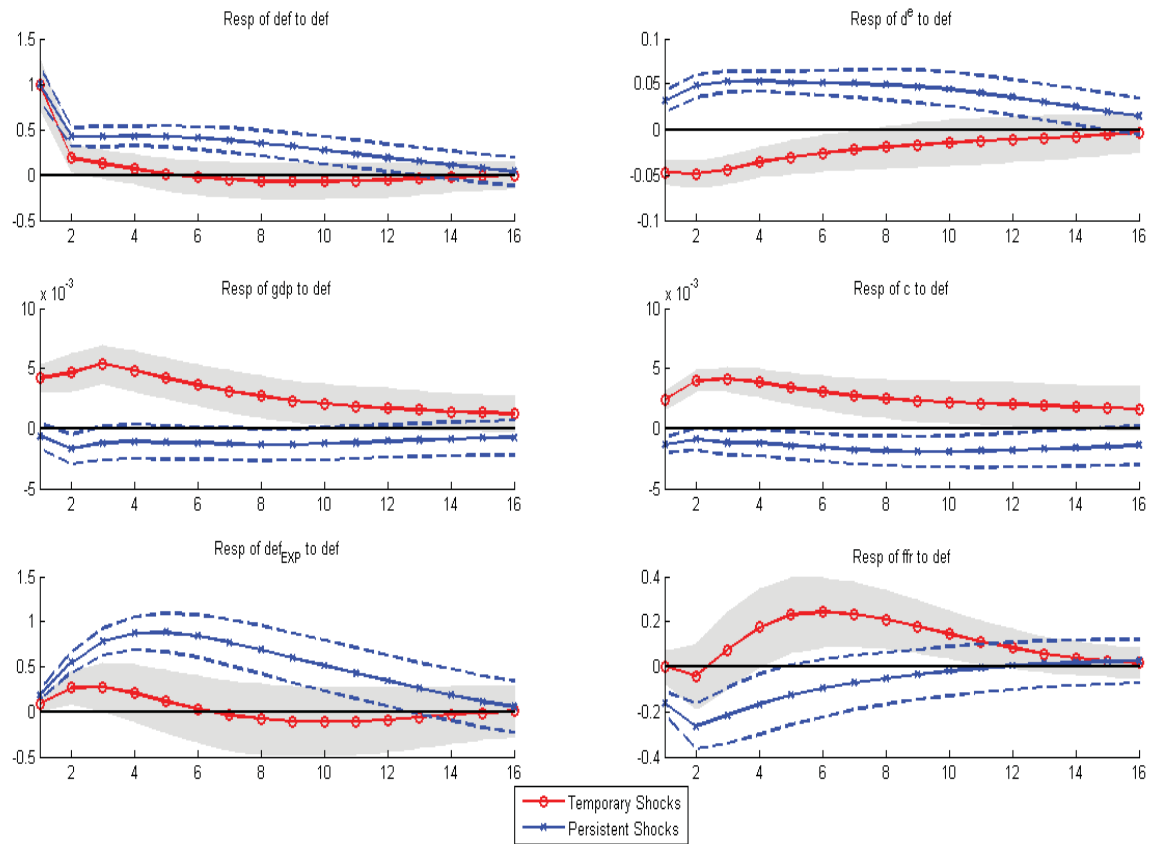 Resp of def to def
1.5
1
0.5
0
-0.5
2 4 6 8 10 12 14 16
Resp of dᵉ to def
0.1
0.05
0
-0.05
-0.1
2 4 6 8 10 12 14 16
Resp of gdp to def
x 10⁻³
10
5
0
-5
2 4 6 8 10 12 14 16
Resp of c to def
x 10⁻³
10
5
0
-5
2 4 6 8 10 12 14 16
Resp of def_EXP to def
1.5
1
0.5
0
-0.5
2 4 6 8 10 12 14 16
Resp of ffr to def
0.4
0.2
0
-0.2
-0.4
2 4 6 8 10 12 14 16
Temporary Shocks
Persistent Shocks